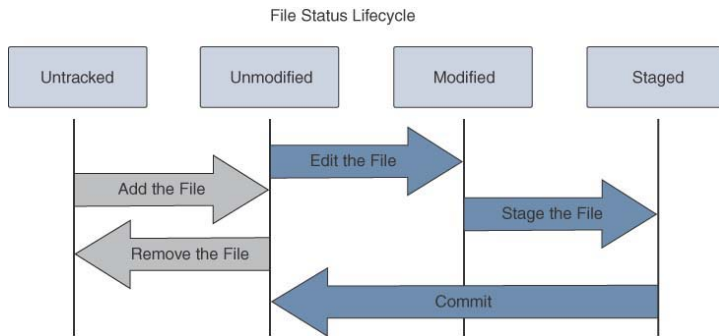 File Status Lifecycle
Untracked
Unmodified
Modified
Staged
Edit the File
Add the File
Stage the File
Remove the File
Commit